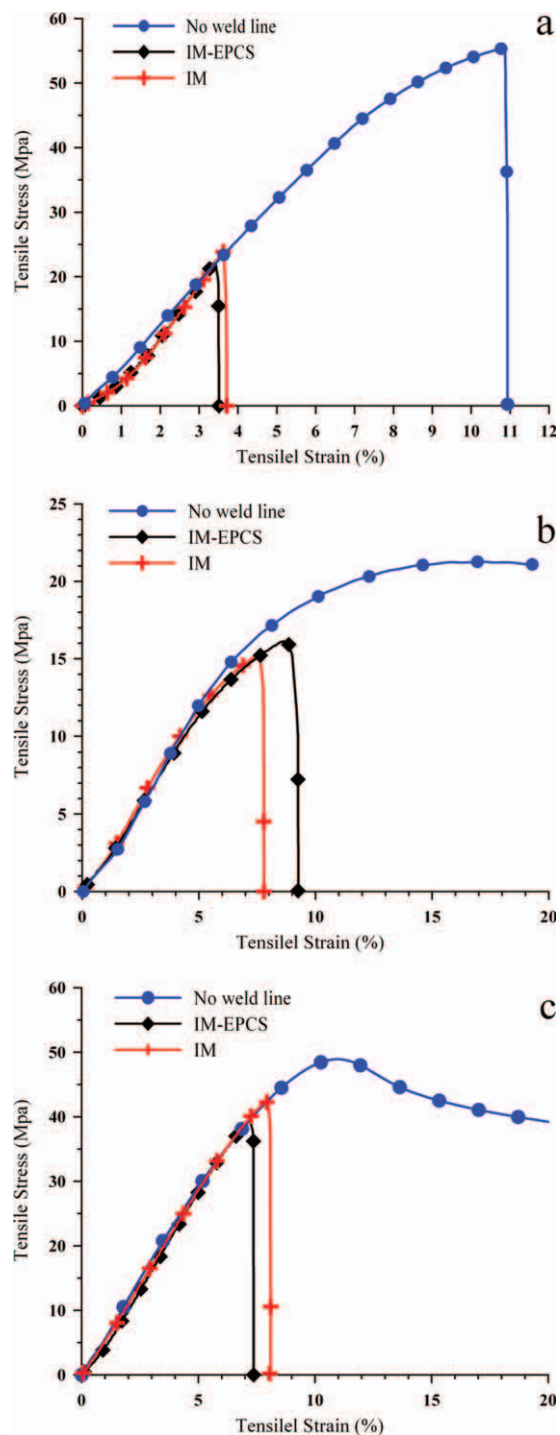 a
No weld line
IM-EPCS
IM
Tensile Stress (Mpa)
60
50
40
30
20
10
0
0 1 2 3 4 5 6 7 8 9 10 11 12
Tensilel Strain (%)
b
No weld line
IM-EPCS
IM
Tensile Stress (Mpa)
25
20
15
10
5
0
0 5 10 15 20
Tensilel Strain (%)
c
No weld line
IM-EPCS
IM
Tensile Stress (Mpa)
60
50
40
30
20
10
0
0 5 10 15 20
Tensilel Strain (%)